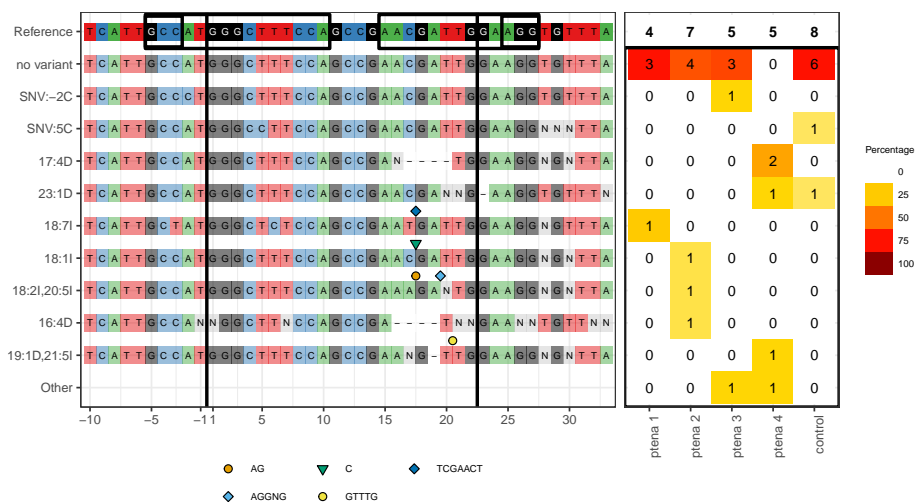 Reference T C A T T G C C A T G G G C T T T C C A G C C G A A C G A T T G G A A G G T G T T T A 4 7 5 5 8
no variant T C A T T G C C A T G G G C T T T C C A G C C G A A C G A T T G G A A G G T G T T T A 3 4 3 0 6
SNV:-2C T C A T T G C C C T G G G C T T T C C A G C C G A A C G A T T G G A A G G T G T T T A 0 0 1 0 0
SNV:5C T C A T T G C C A T G G G C C T T C C A G C C G A A C G A T T G G A A G G N N N T T A 0 0 0 0 1
17:4D T C A T T G C C A T G G G C T T T C C A G C C G A N - - - - T G G A A G G N G N T T A 0 0 0 2 0
23:1D T C A T T G C C A T G G G C T T T C C A G C C G A A C G A N N G - A A G G T G T T T N 0 0 0 1 1
18:7I T C A T T G C T A T G G G C T C T C C A G C C G A A T G A T T G G A A G G N G N T T A 1 0 0 0 0
18:1I T C A T T G C C A T G G G C T T T C C A G C C G A A C G A T T G G A A G G N G N T T A 0 1 0 0 0
18:2I,20:5I T C A T T G C C A T G G G C T T T C C A G C C G A A A G A N T G G A A G G N G N T T A 0 1 0 0 0
16:4D T C A T T G C C A N N G G C T T N C C A G C C G A - - - - T N N G A A N N T G T T N N 0 1 0 0 0
19:1D,21:5I T C A T T G C C A T G G G C T T T C C A G C C G A A N G - T T G G A A G G N G N T T A 0 0 0 1 0
Other 0 0 1 1 0
-10 -5 -1 1 5 10 15 20 25 30
ptena 1 ptena 2 ptena 3 ptena 4 control
Percentage
0
25
50
75
100
AG C TCGAACT
AGGNG GTTTG